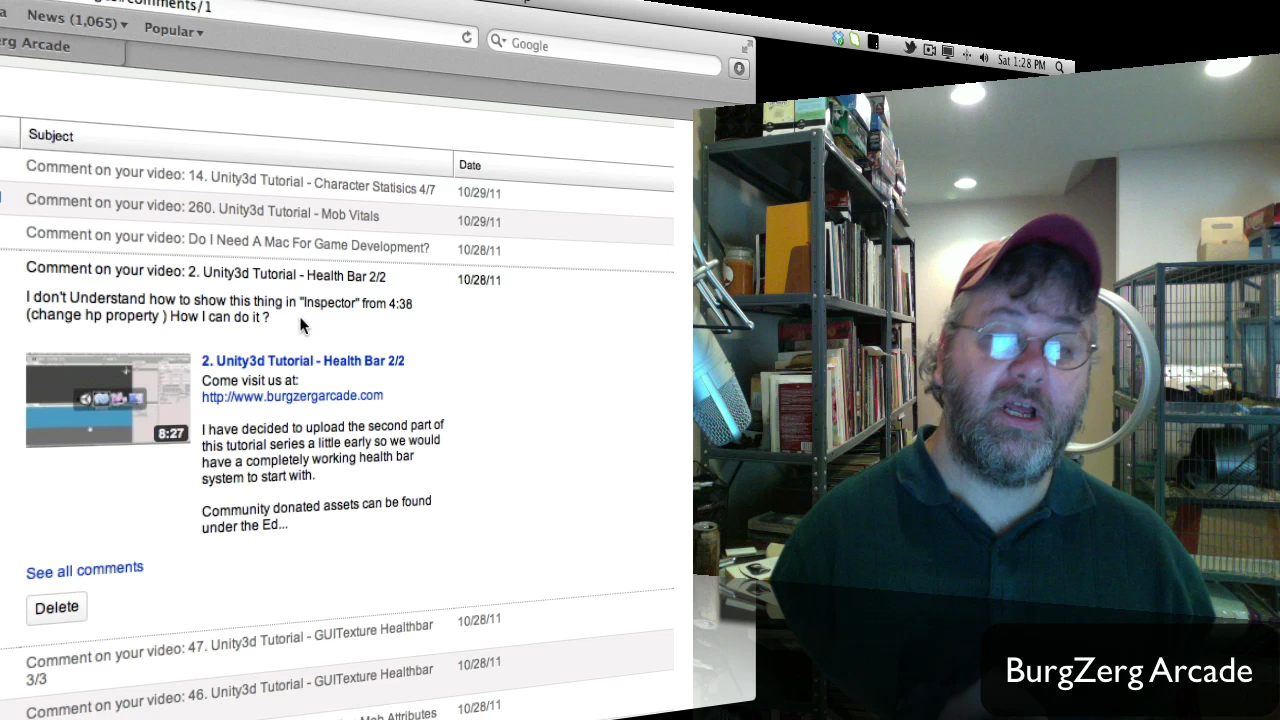 comments/1
News (1,065)▾ Popular▾
Google
Sat 1:28 PM
erg Arcade
Subject
Date
Comment on your video: 14. Unity3d Tutorial - Character Statisics 4/7 10/29/11
Comment on your video: 260. Unity3d Tutorial - Mob Vitals 10/29/11
Comment on your video: Do I Need A Mac For Game Development? 10/28/11
Comment on your video: 2. Unity3d Tutorial - Health Bar 2/2 10/28/11
I don't Understand how to show this thing in "Inspector" from 4:38
(change hp property ) How I can do it ?
2. Unity3d Tutorial - Health Bar 2/2
Come visit us at:
http://www.burgzergarcade.com
8:27
I have decided to upload the second part of
this tutorial series a little early so we would
have a completely working health bar
system to start with.
Community donated assets can be found
under the Ed...
See all comments
Delete
Comment on your video: 47. Unity3d Tutorial - GUITexture Healthbar 10/28/11
3/3
Comment on your video: 46. Unity3d Tutorial - GUITexture Healthbar 10/28/11
Mob Attributes 10/28/11
BurgZerg Arcade